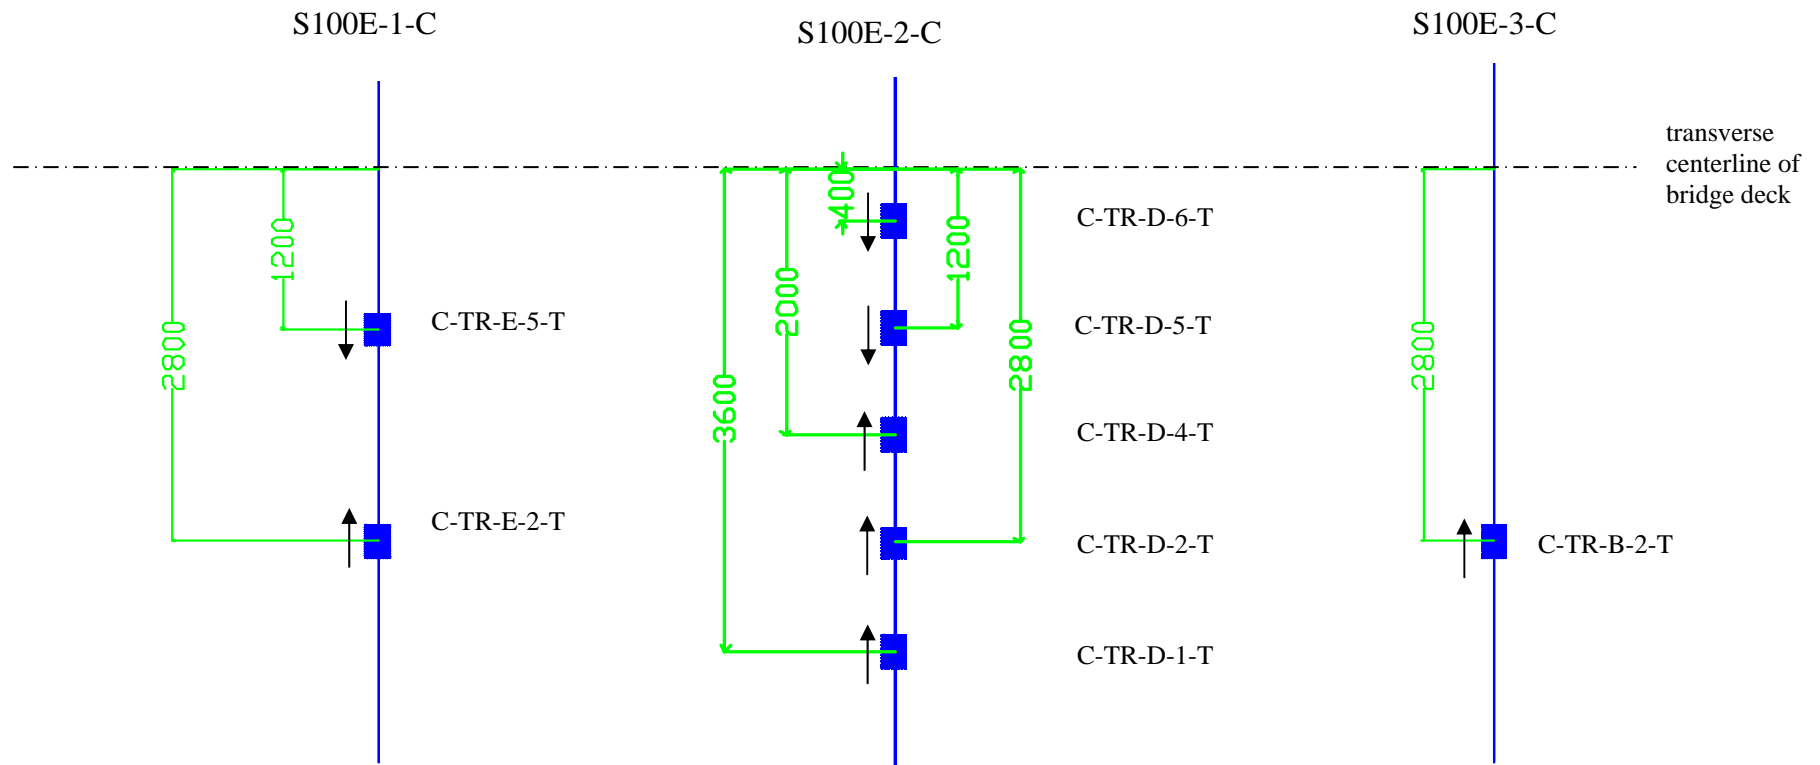 S100E-1-C
S100E-2-C
S100E-3-C
transverse
centerline of
bridge deck
400
C-TR-D-6-T
1200
1200
2000
C-TR-E-5-T
C-TR-D-5-T
2800
2800
2800
3600
C-TR-D-4-T
C-TR-E-2-T
C-TR-D-2-T
C-TR-B-2-T
C-TR-D-1-T